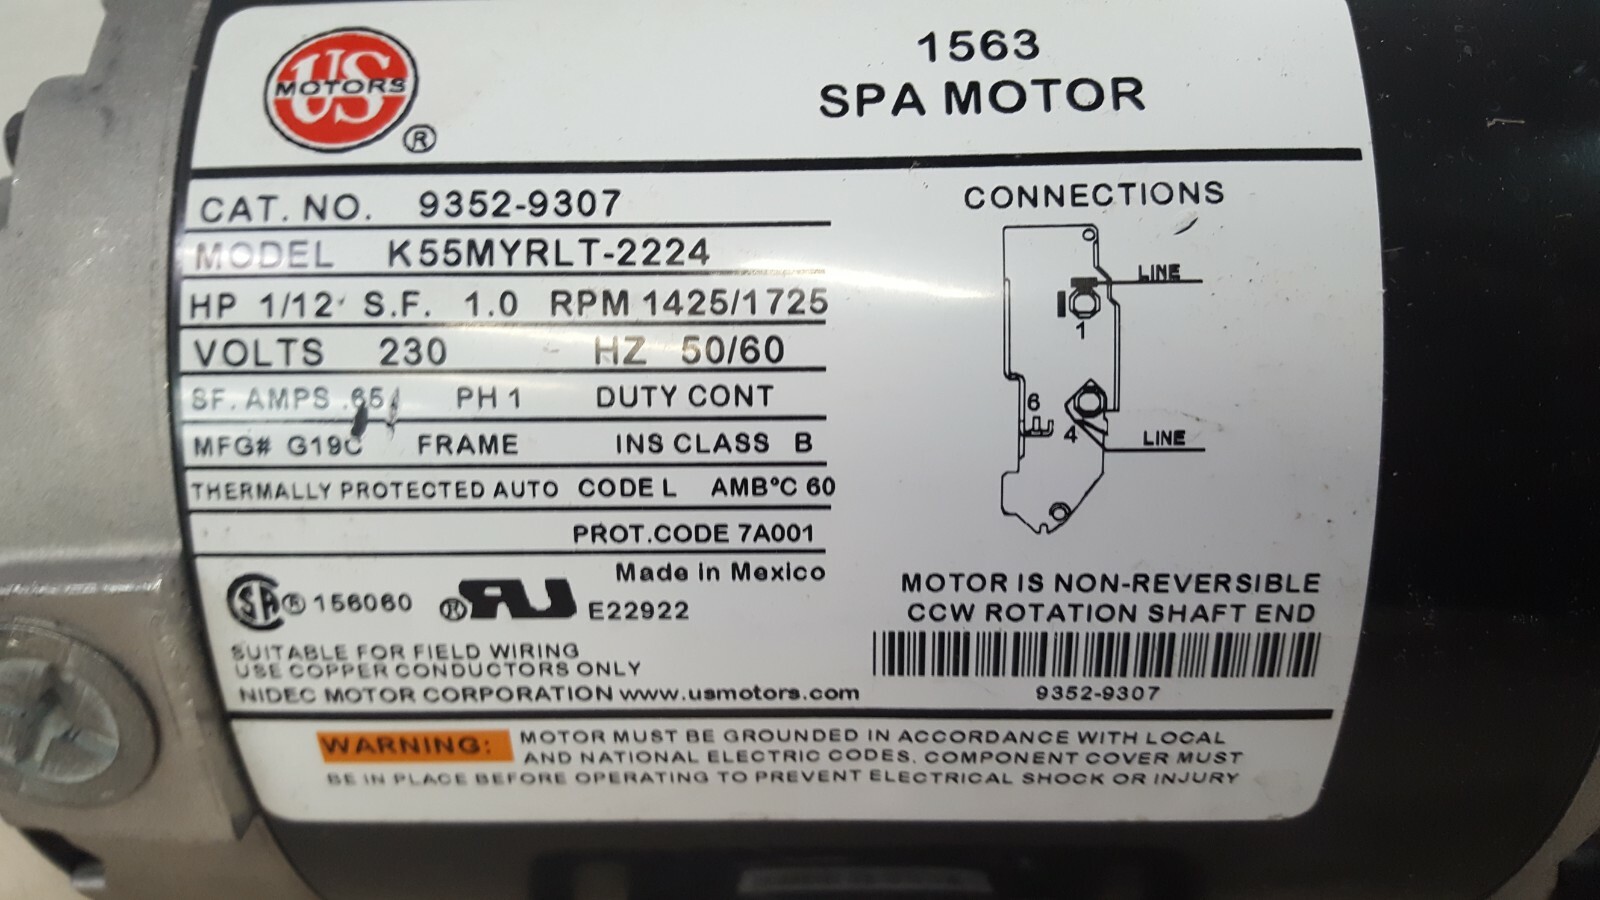 US
MOTORS
®
1563
SPA MOTOR
CAT. NO. 9352-9307
MODEL K55MYRLT-2224
HP 1/12 S.F. 1.0 RPM 1425/1725
VOLTS 230 HZ 50/60
SF. AMPS .65 PH 1 DUTY CONT
MFG# G19C FRAME INS CLASS B
THERMALLY PROTECTED AUTO CODE L AMB°C 60
PROT.CODE 7A001
Made in Mexico
SA ® 156060 ® RU E22922
SUITABLE FOR FIELD WIRING
USE COPPER CONDUCTORS ONLY
NIDEC MOTOR CORPORATION www.usmotors.com
CONNECTIONS
LINE
1
6
4
LINE
MOTOR IS NON-REVERSIBLE
CCW ROTATION SHAFT END
9352-9307
WARNING: MOTOR MUST BE GROUNDED IN ACCORDANCE WITH LOCAL
AND NATIONAL ELECTRIC CODES. COMPONENT COVER MUST
BE IN PLACE BEFORE OPERATING TO PREVENT ELECTRICAL SHOCK OR INJURY